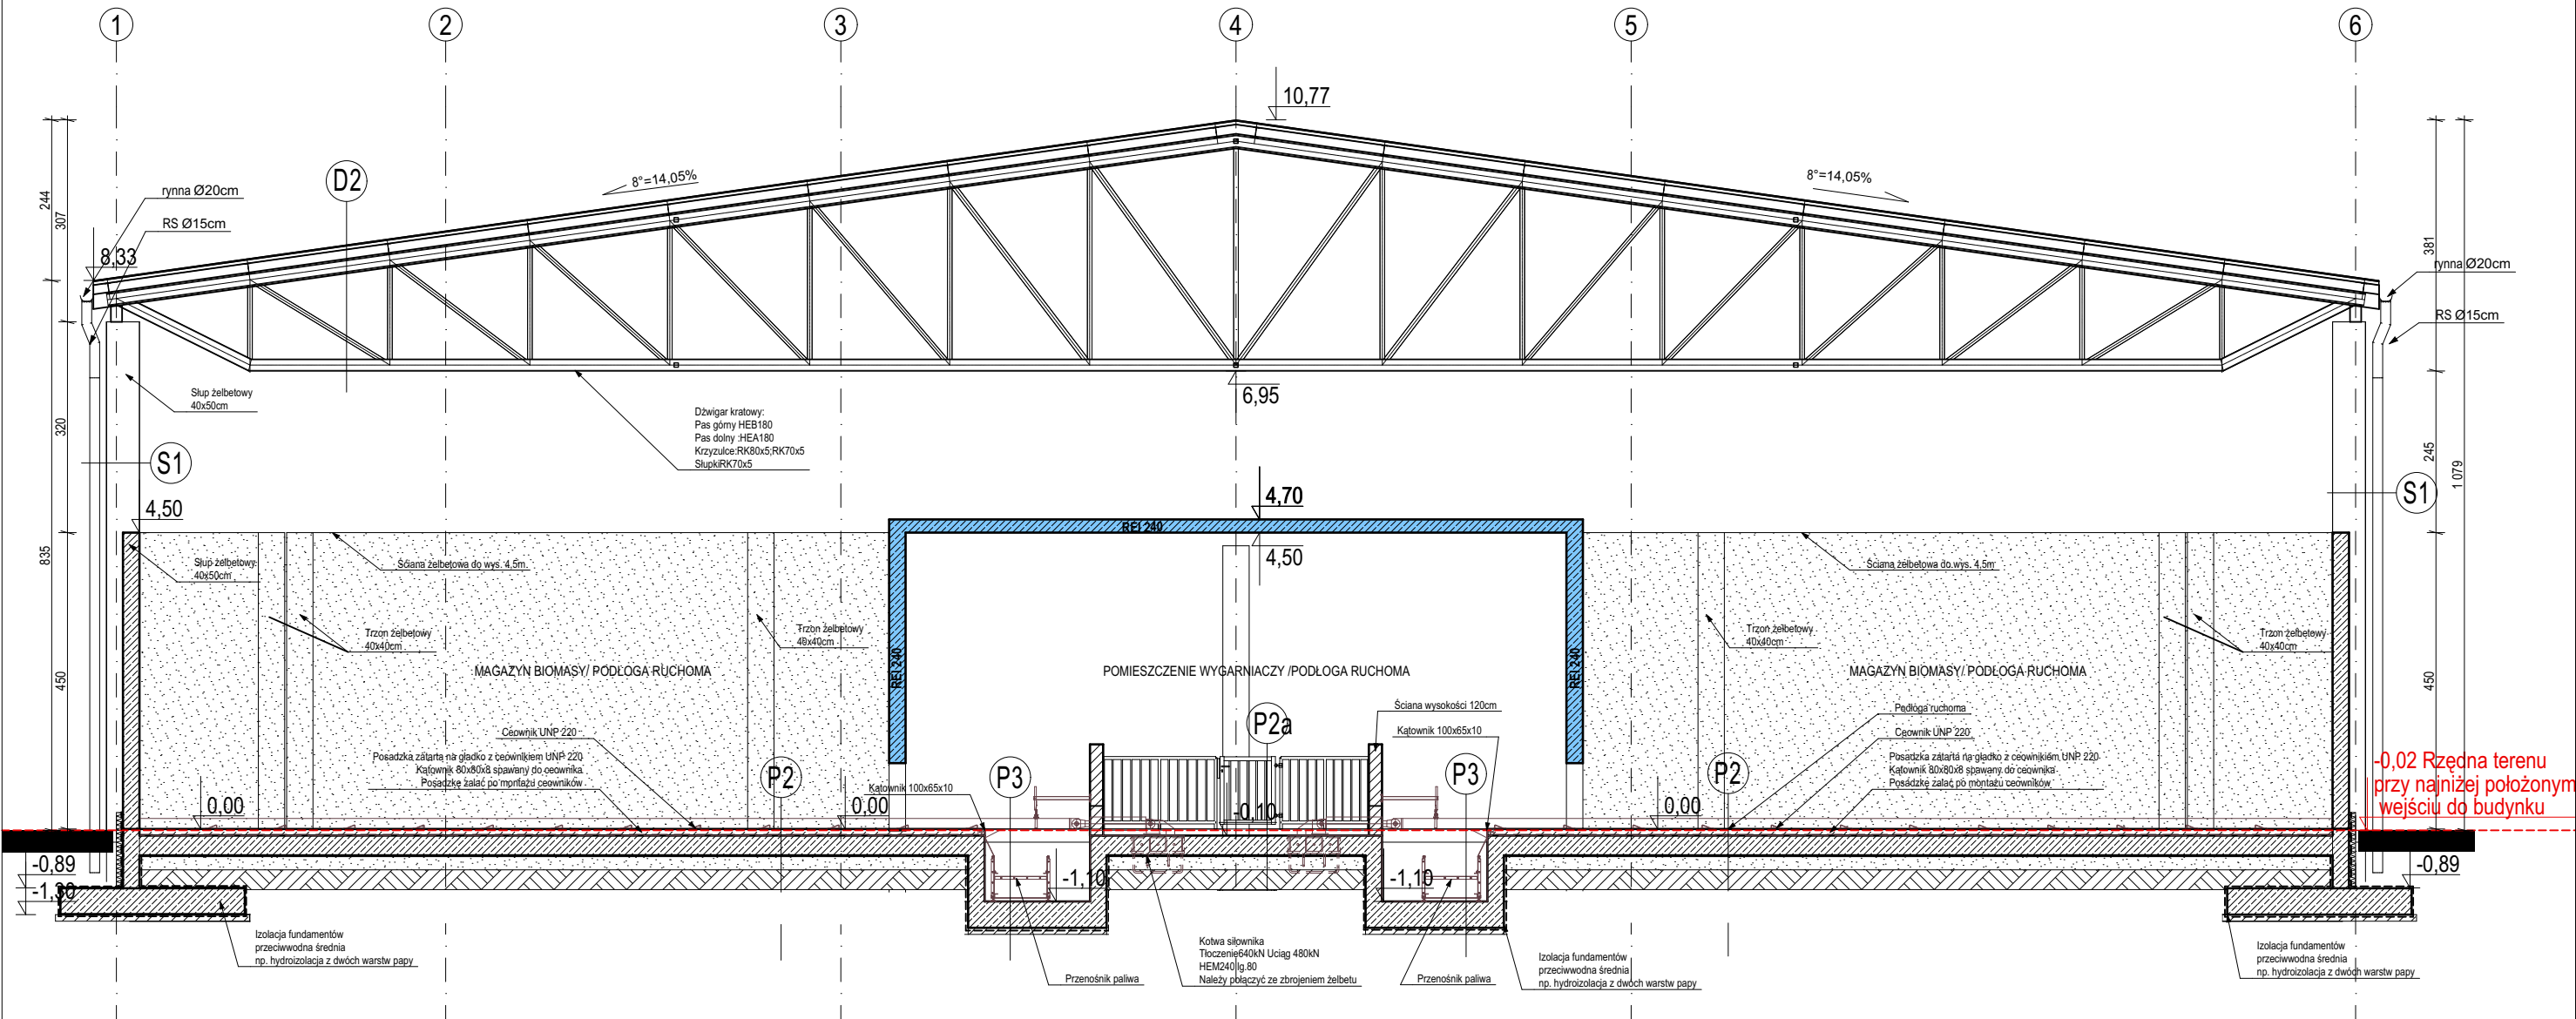 1
2
3
4
5
6
10,77
8°=14,05%
8°=14,05%
D2
rynna Ø20cm
RS Ø15cm
8,33
244
307
381
rynna Ø20cm
RS Ø15cm
Słup żelbetowy
40x50cm
6,95
Dźwigar kratowy:
Pas górny HEB180
Pas dolny :HEA180
Krzyzulce:RK80x5;RK70x5
SłupkiRK70x5
320
S1
245
1 079
S1
4,50
4,70
REI 240
4,50
835
450
Słup żelbetowy
40x50cm
Ściana żelbetowa do wys. 4,5m
Ściana żelbetowa do wys. 4,5m
Trzon żelbetowy
40x40cm
Trzon żelbetowy
40x40cm
Trzon żelbetowy
40x40cm
Trzon żelbetowy
40x40cm
MAGAZYN BIOMASY/ PODŁOGA RUCHOMA
REI 240
POMIESZCZENIE WYGARNIACZY /PODŁOGA RUCHOMA
REI 240
MAGAZYN BIOMASY/ PODŁOGA RUCHOMA
450
Ceownik UNP 220
Posadzka zatarta na gładko z ceownikiem UNP 220
Kątownik 80x80x8 spawany do ceownika
Posadzkę zalać po montażu ceowników
P2
P3
Kątownik 100x65x10
P2a
Ściana wysokości 120cm
Kątownik 100x65x10
P3
P2
Podłoga ruchoma
Ceownik UNP 220
Posadzka zatarta na gładko z ceownikiem UNP 220
Kątownik 80x80x8 spawany do ceownika
Posadzkę zalać po montażu ceowników
-0,02 Rzędna terenu
przy najniżej położonym
wejściu do budynku
0,00
0,00
-0,10
0,00
-0,89
-1,30
-1,10
-1,10
-0,89
Izolacja fundamentów
przeciwwodna średnia
np. hydroizolacja z dwóch warstw papy
Przenośnik paliwa
Kotwa siłownika
Tłoczenie640kN Uciąg 480kN
HEM240 lg.80
Należy połączyć ze zbrojeniem żelbetu
Przenośnik paliwa
Izolacja fundamentów
przeciwwodna średnia
np. hydroizolacja z dwóch warstw papy
Izolacja fundamentów
przeciwwodna średnia
np. hydroizolacja z dwóch warstw papy